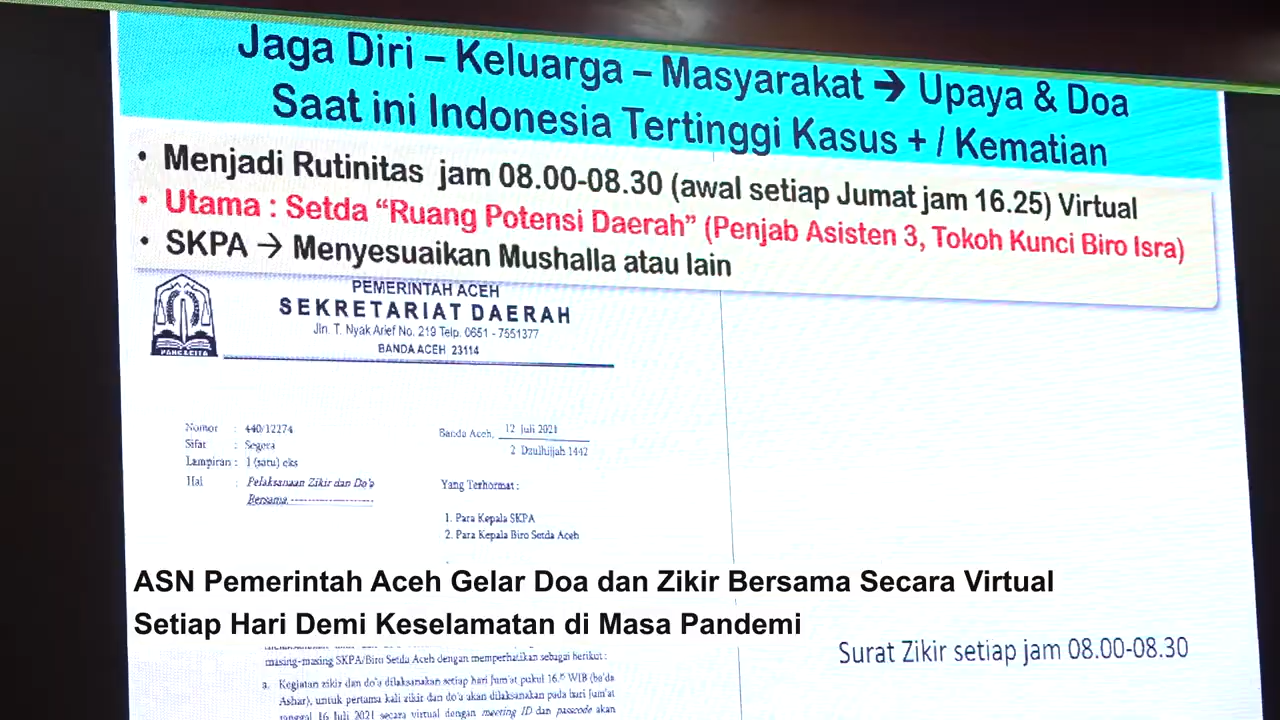 Jaga Diri – Keluarga – Masyarakat → Upaya & Doa
Saat ini Indonesia Tertinggi Kasus + / Kematian
• Menjadi Rutinitas jam 08.00-08.30 (awal setiap Jumat jam 16.25) Virtual
• Utama : Setda “Ruang Potensi Daerah” (Penjab Asisten 3, Tokoh Kunci Biro Isra)
• SKPA → Menyesuaikan Mushalla atau lain
PANCACITA
PEMERINTAH ACEH
SEKRETARIAT DAERAH
Jln. T. Nyak Arief No. 219 Telp. 0651 - 7551377
BANDA ACEH 23114
Nomor : 440/12274
Sifat : Segera
Lampiran : 1 (satu) eks
Hal : Pelaksanaan Zikir dan Do'a
Bersama.
Banda Aceh, 12 Juli 2021
2 Dzulhijjah 1442
Yang Terhormat :
1. Para Kepala SKPA
2. Para Kepala Biro Setda Aceh
ASN Pemerintah Aceh Gelar Doa dan Zikir Bersama Secara Virtual
Setiap Hari Demi Keselamatan di Masa Pandemi
masing-masing SKPA/Biro Setda Aceh dengan memperhatikan sebagai berikut :
a. Kegiatan zikir dan do'a dilaksanakan setiap hari Jum'at pukul 16. WIB (ba'da
Ashar), untuk pertama kali zikir dan do'a akan dilaksanakan pada hari Jum'at
tanggal 16 Juli 2021 secara virtual dengan meeting ID dan passcode akan
Surat Zikir setiap jam 08.00-08.30